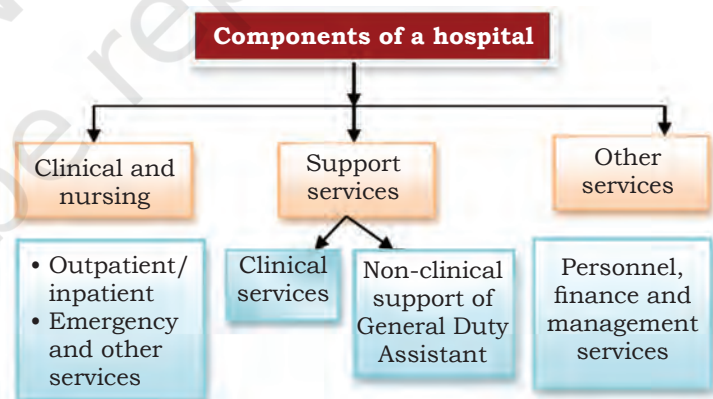 Components of a hospital
Clinical and
nursing
Support
services
Other
services
• Outpatient/
inpatient
• Emergency
and other
services
Clinical
services
Non-clinical
support of
General Duty
Assistant
Personnel,
finance and
management
services